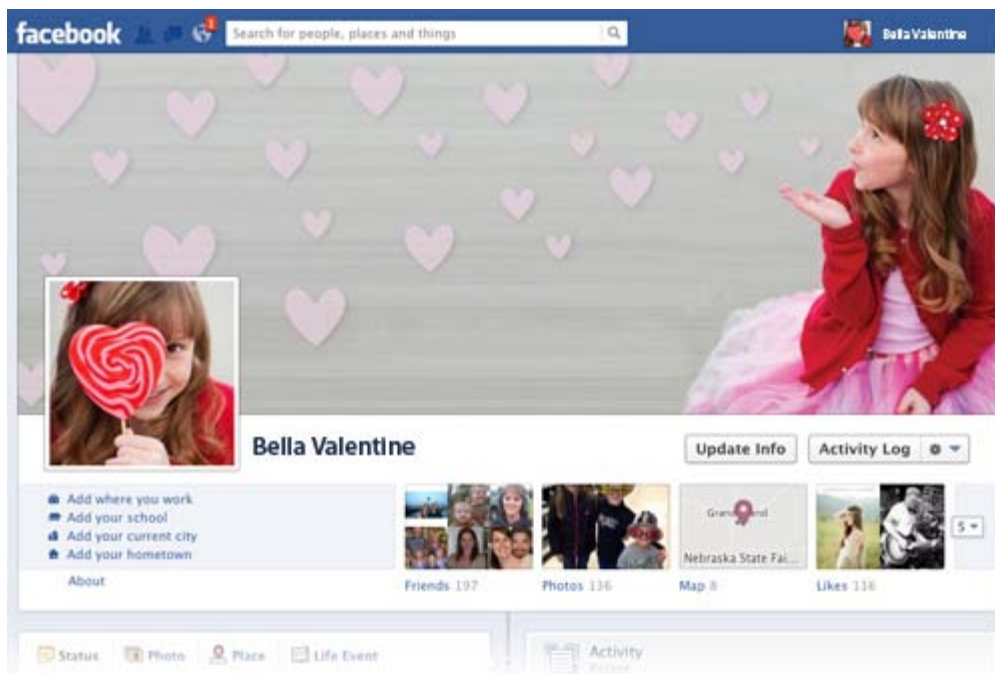 facebook
1
Search for people, places and things
Bella Valentine
Bella Valentine
Update Info
Activity Log
Add where you work
Add your school
Add your current city
Add your hometown
About
Nebraska State Fai...
5
Friends 197
Photos 136
Map 8
Likes 116
Status
Photo
Place
Life Event
Activity
Recent